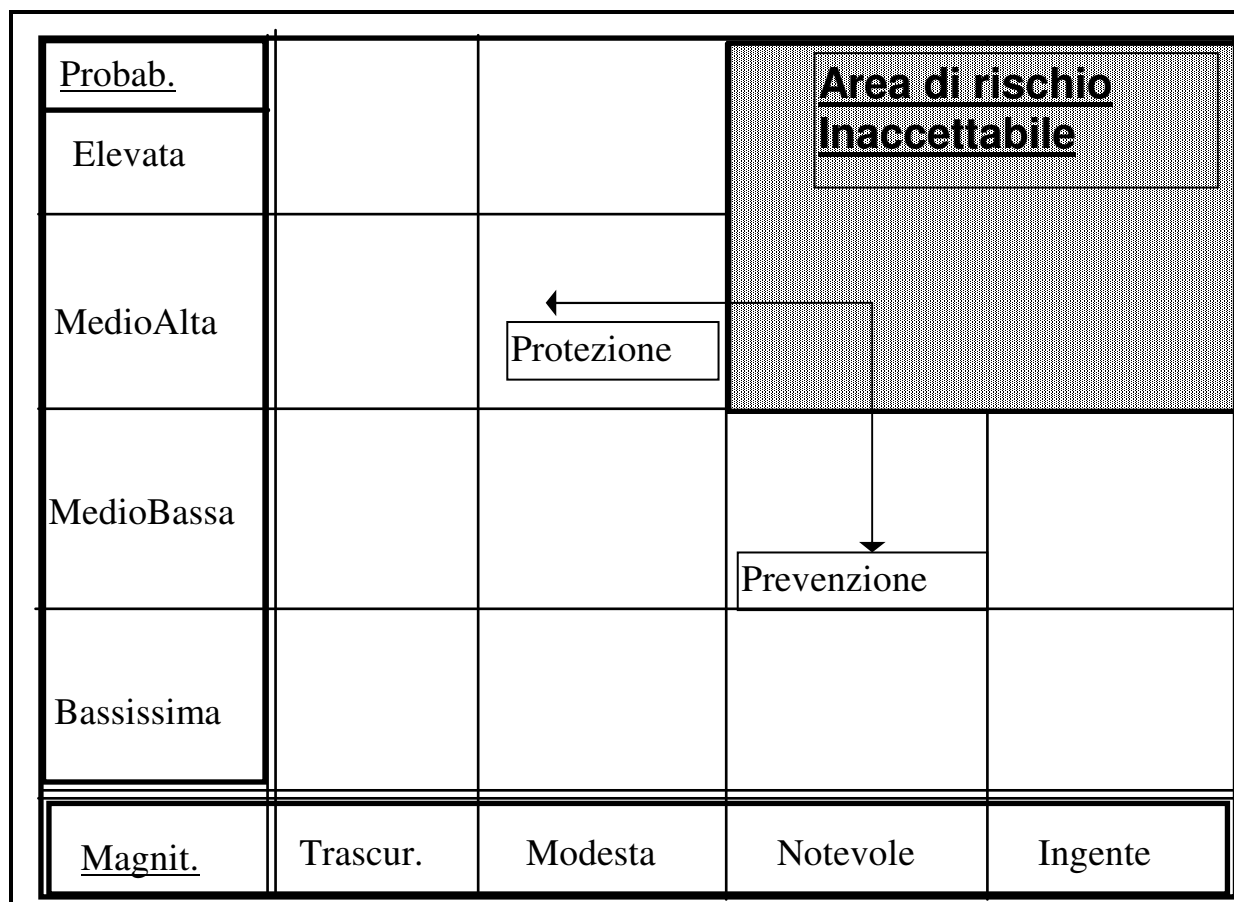 Probab.
Area di rischio
Inaccettabile
Elevata
MedioAlta
Protezione
MedioBassa
Prevenzione
Bassissima
Magnit.
Trascur.
Modesta
Notevole
Ingente